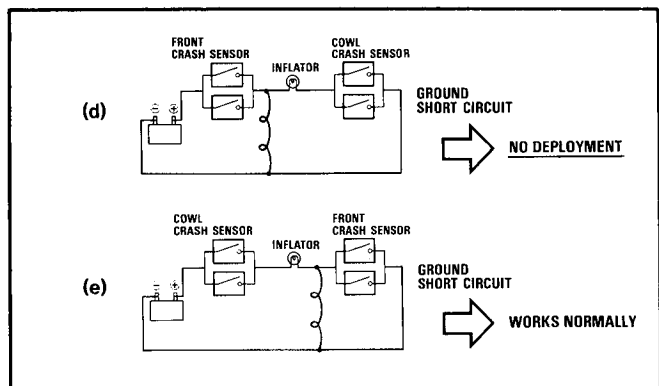 FRONT
CRASH SENSOR
COWL
CRASH SENSOR
INFLATOR
(d)
⊖ ⊕
GROUND
SHORT CIRCUIT
NO DEPLOYMENT
COWL
CRASH SENSOR
FRONT
CRASH SENSOR
INFLATOR
(e)
⊖ ⊕
GROUND
SHORT CIRCUIT
WORKS NORMALLY